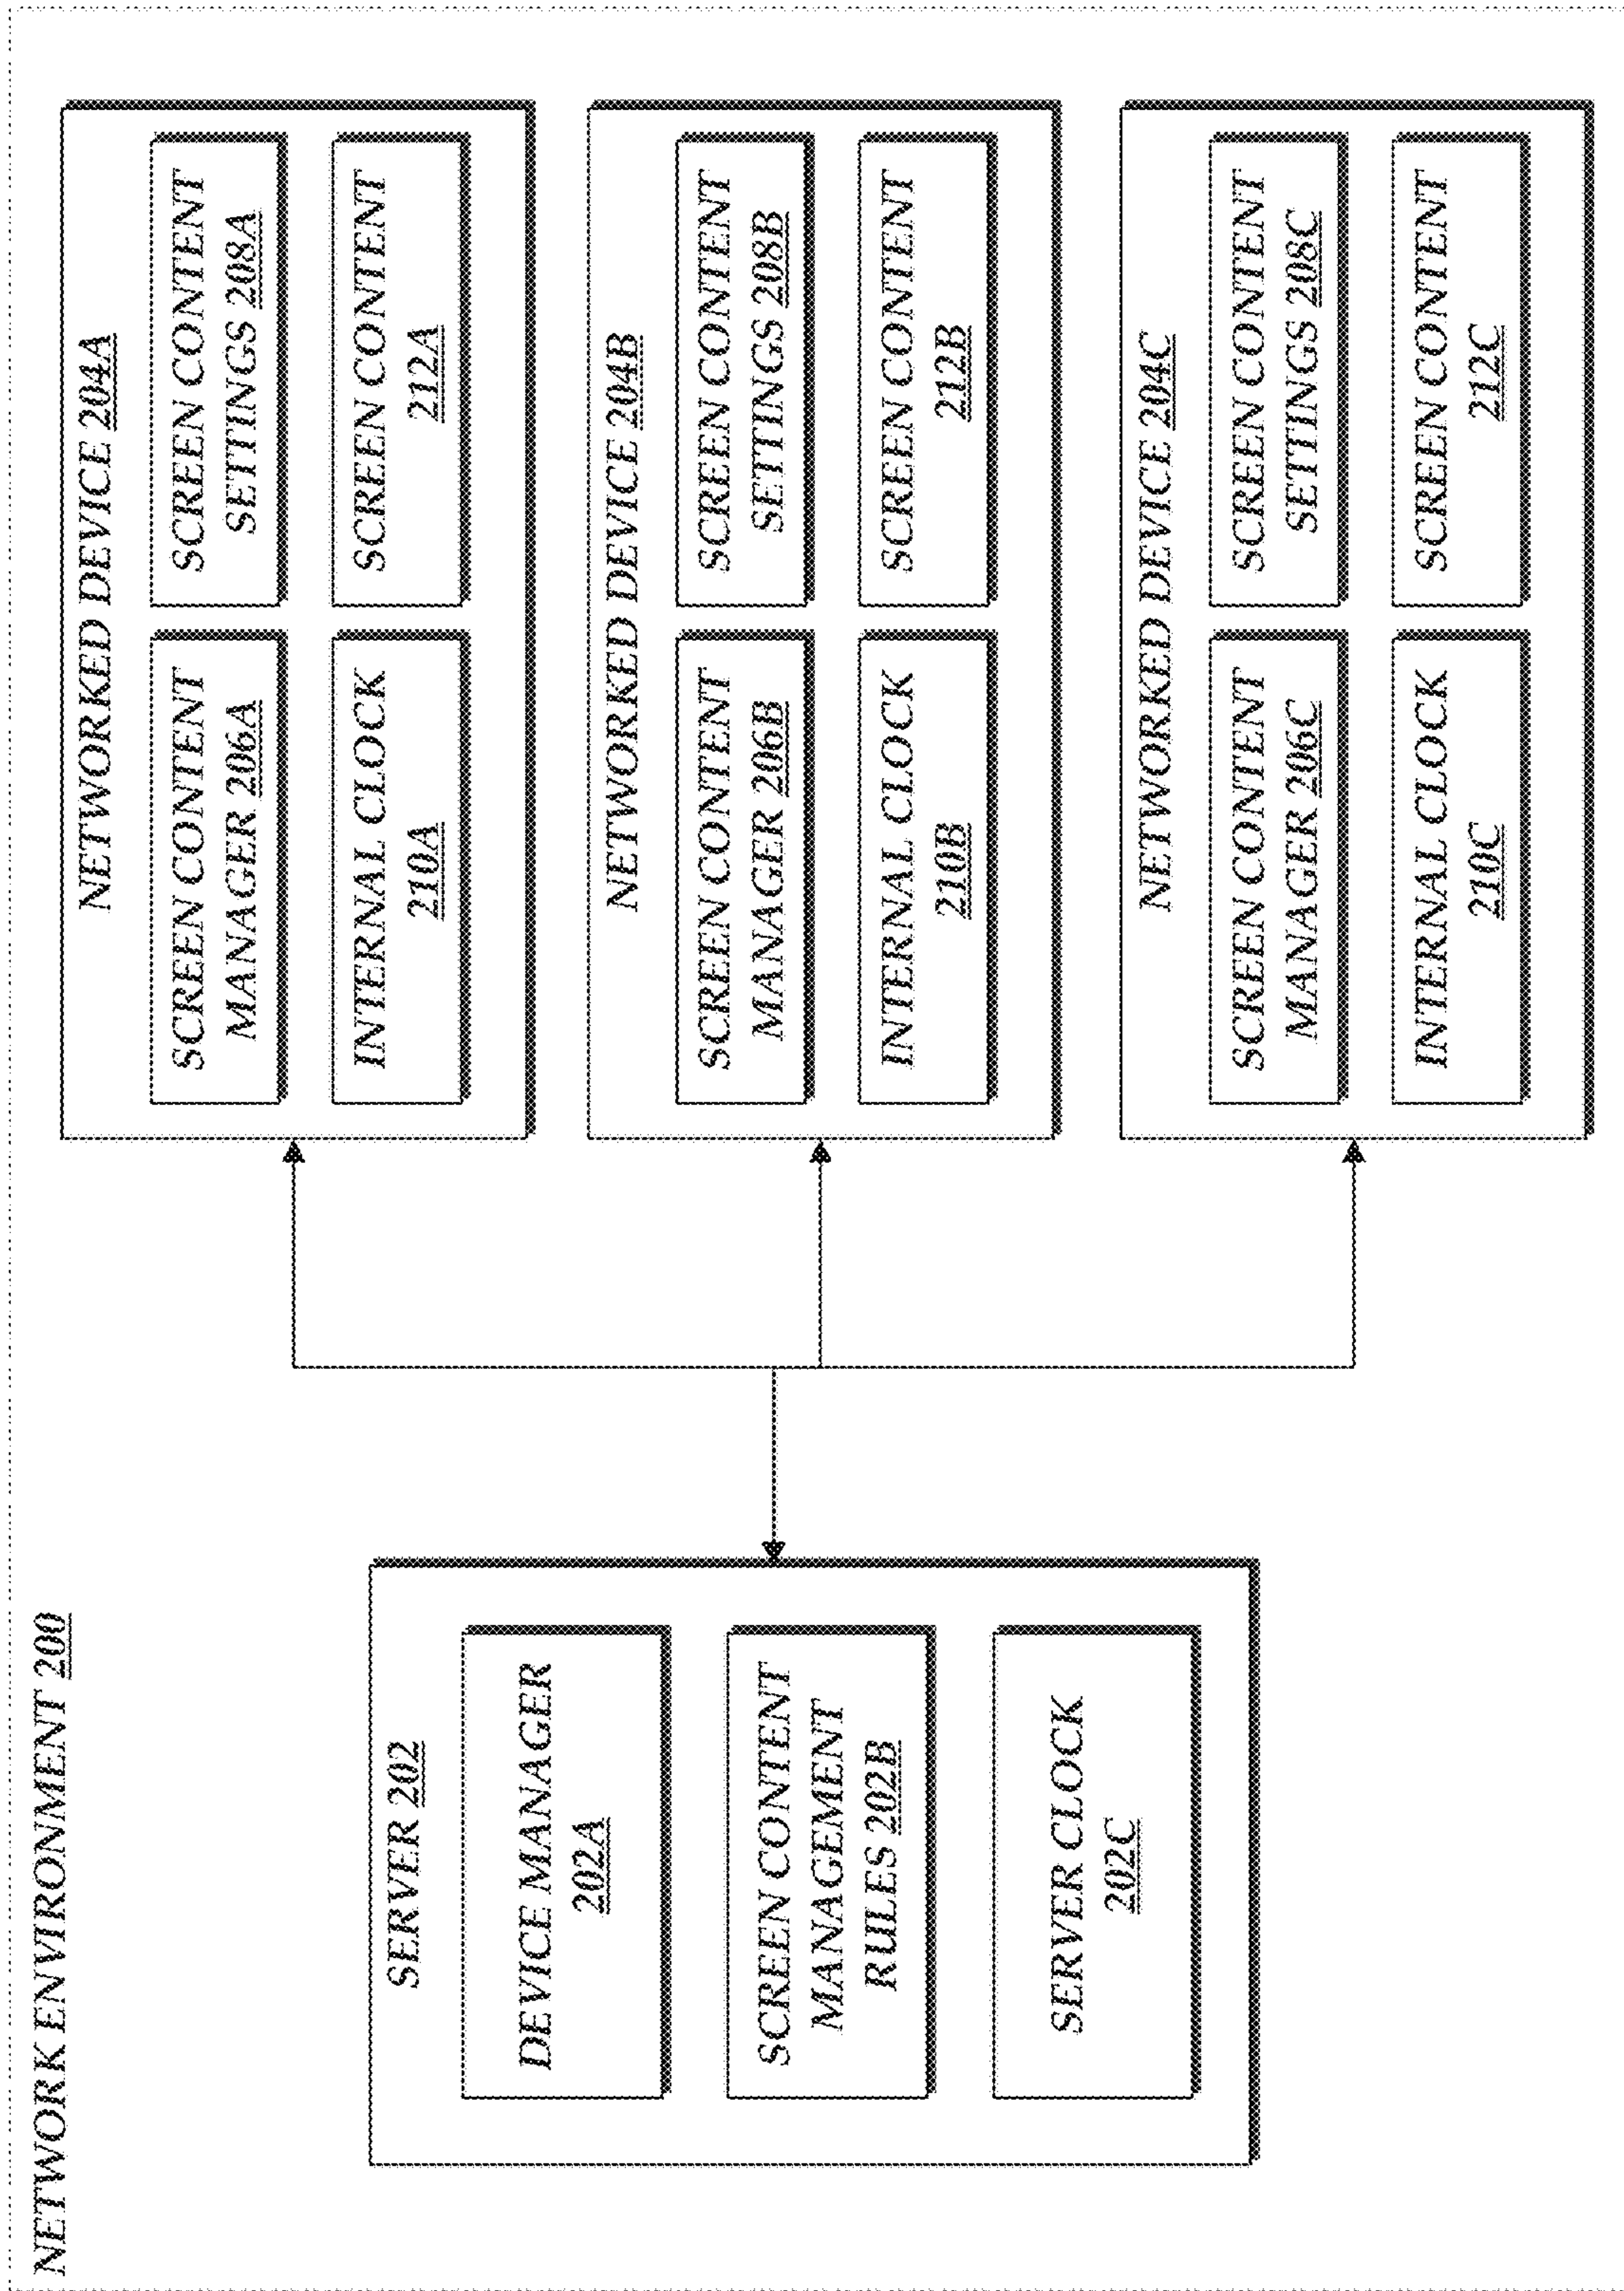 NETWORK ENVIRONMENT 200
SERVER 202
DEVICE MANAGER
202A
SCREEN CONTENT
MANAGEMENT
RULES 202B
SERVER CLOCK
202C
NETWORKED DEVICE 204A
SCREEN CONTENT
MANAGER 206A
SCREEN CONTENT
SETTINGS 208A
INTERNAL CLOCK
210A
SCREEN CONTENT
212A
NETWORKED DEVICE 204B
SCREEN CONTENT
MANAGER 206B
SCREEN CONTENT
SETTINGS 208B
INTERNAL CLOCK
210B
SCREEN CONTENT
212B
NETWORKED DEVICE 204C
SCREEN CONTENT
MANAGER 206C
SCREEN CONTENT
SETTINGS 208C
INTERNAL CLOCK
210C
SCREEN CONTENT
212C